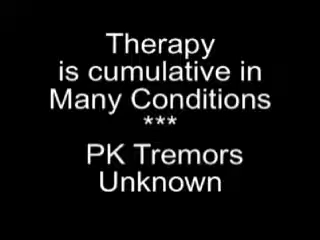 Therapy
is cumulative in
Many Conditions
***
PK Tremors
Unknown